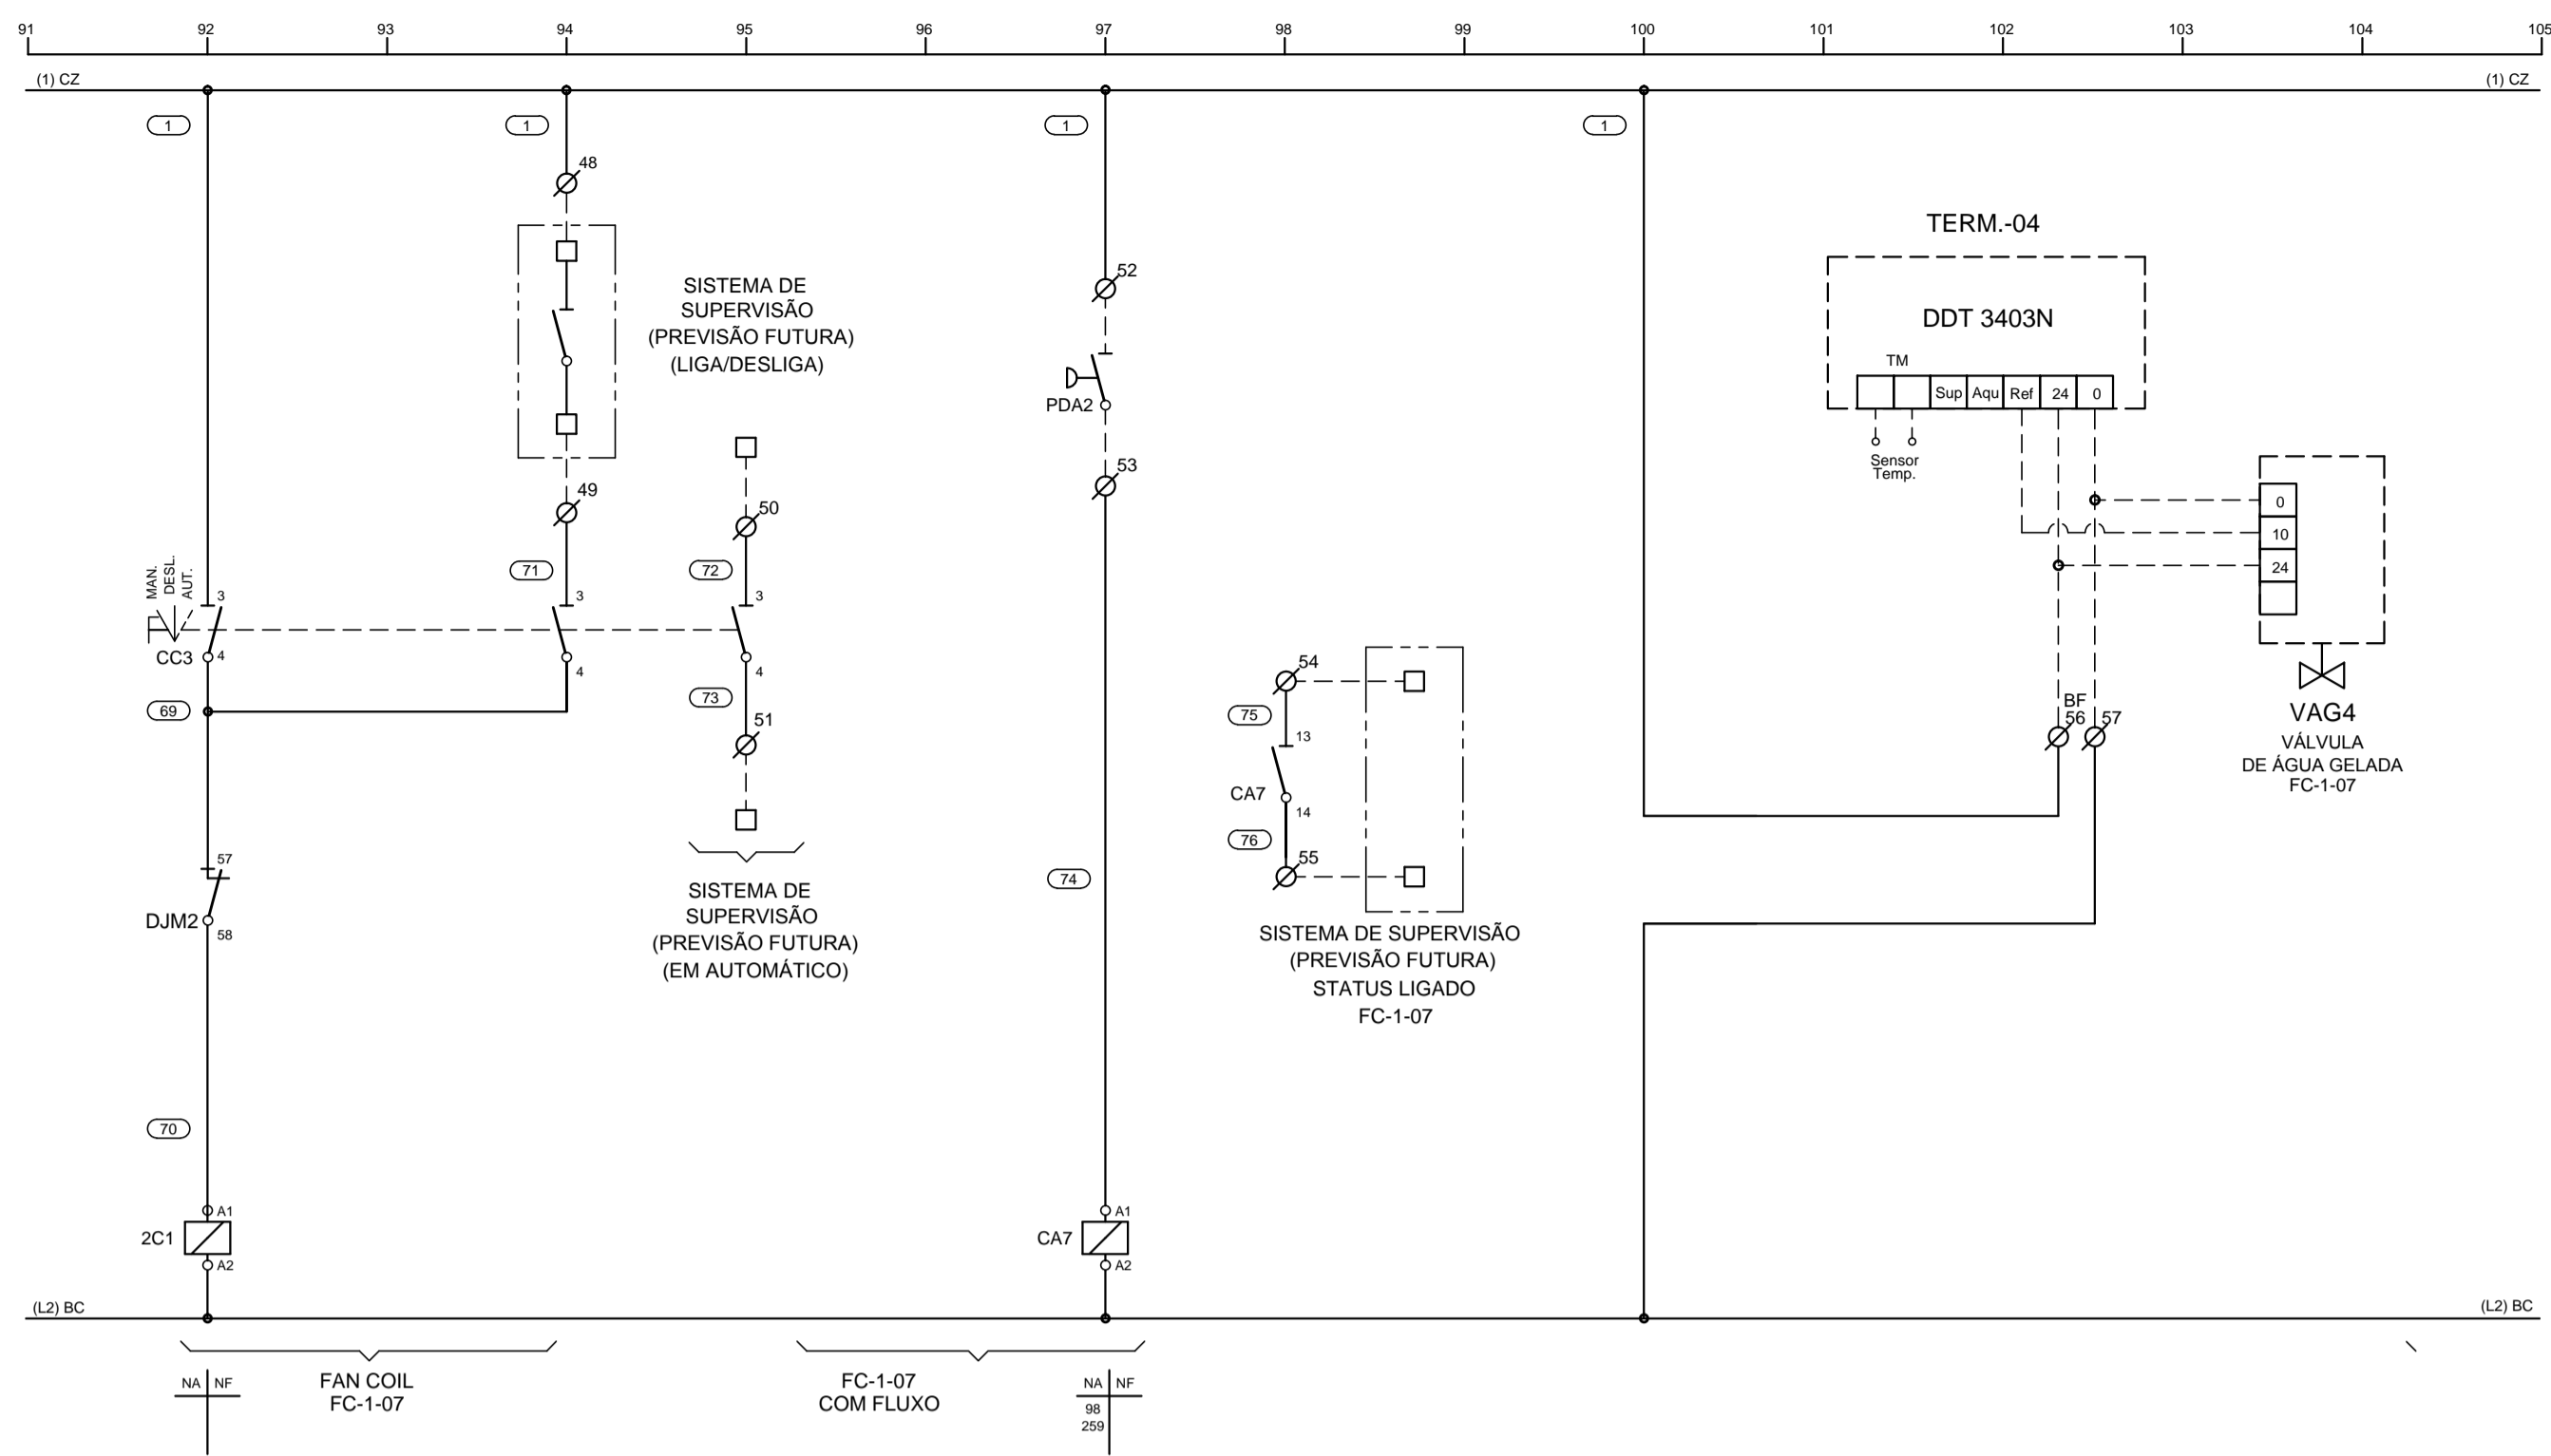 91 92 93 94 95 96 97 98 99 100 101 102 103 104 105
(1) CZ (1) CZ
1 1 1 1
48
TERM.-04
52
SISTEMA DE
SUPERVISÃO
(PREVISÃO FUTURA)
(LIGA/DESLIGA)
DDT 3403N
TM
Sup Aqu Ref 24 0
PDA2
Sensor
Temp.
53
49
50
0
10
24
71
72
MAN.
DESL.
AUT.
3 3 3
CC3 4
4 4
69
73
51
54
75
13
CA7
14
76
55
BF
56 57
VAG4
VÁLVULA
DE ÁGUA GELADA
FC-1-07
57
DJM2
58
74
SISTEMA DE
SUPERVISÃO
(PREVISÃO FUTURA)
(EM AUTOMÁTICO)
SISTEMA DE SUPERVISÃO
(PREVISÃO FUTURA)
STATUS LIGADO
FC-1-07
70
A1 A1
2C1 CA7
A2 A2
(L2) BC (L2) BC
NA NF
FAN COIL
FC-1-07
FC-1-07
COM FLUXO
NA NF
98
259